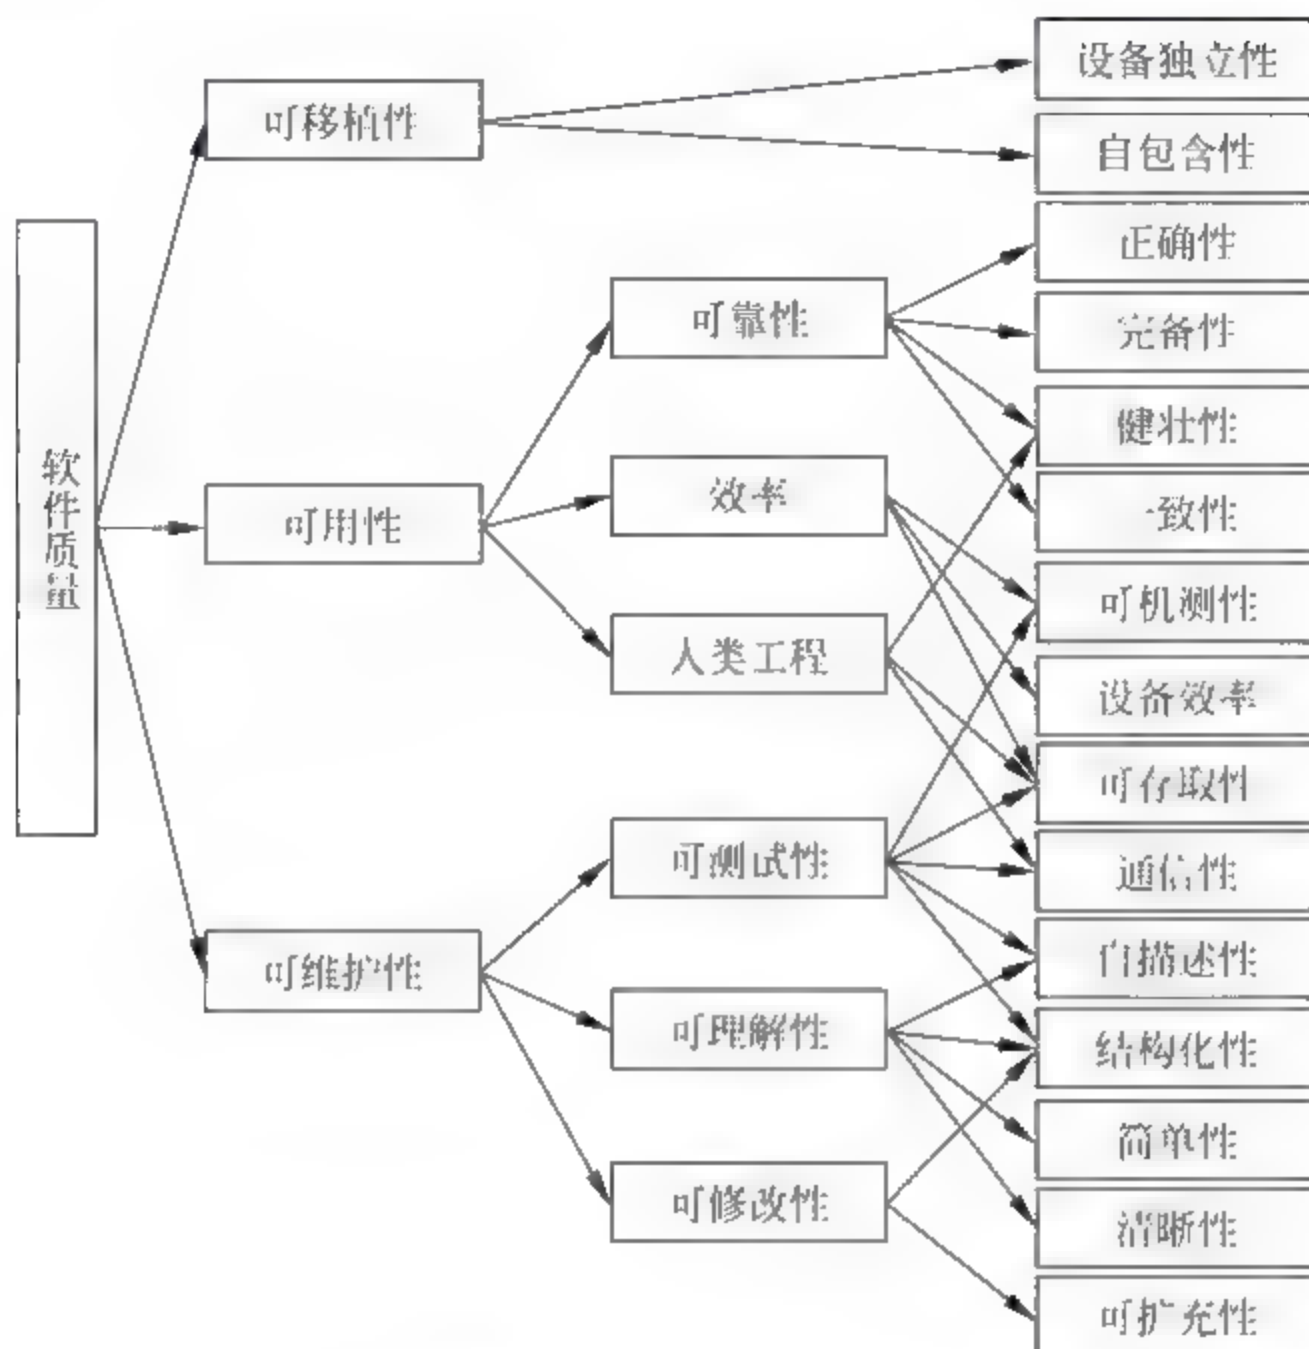 软件质量
可移植性
可用性
可维护性
可靠性
效率
人类工程
可测试性
可理解性
可修改性
设备独立性
自包含性
正确性
完备性
健壮性
一致性
可机测性
设备效率
可存取性
通信性
自描述性
结构化性
简单性
清晰性
可扩充性